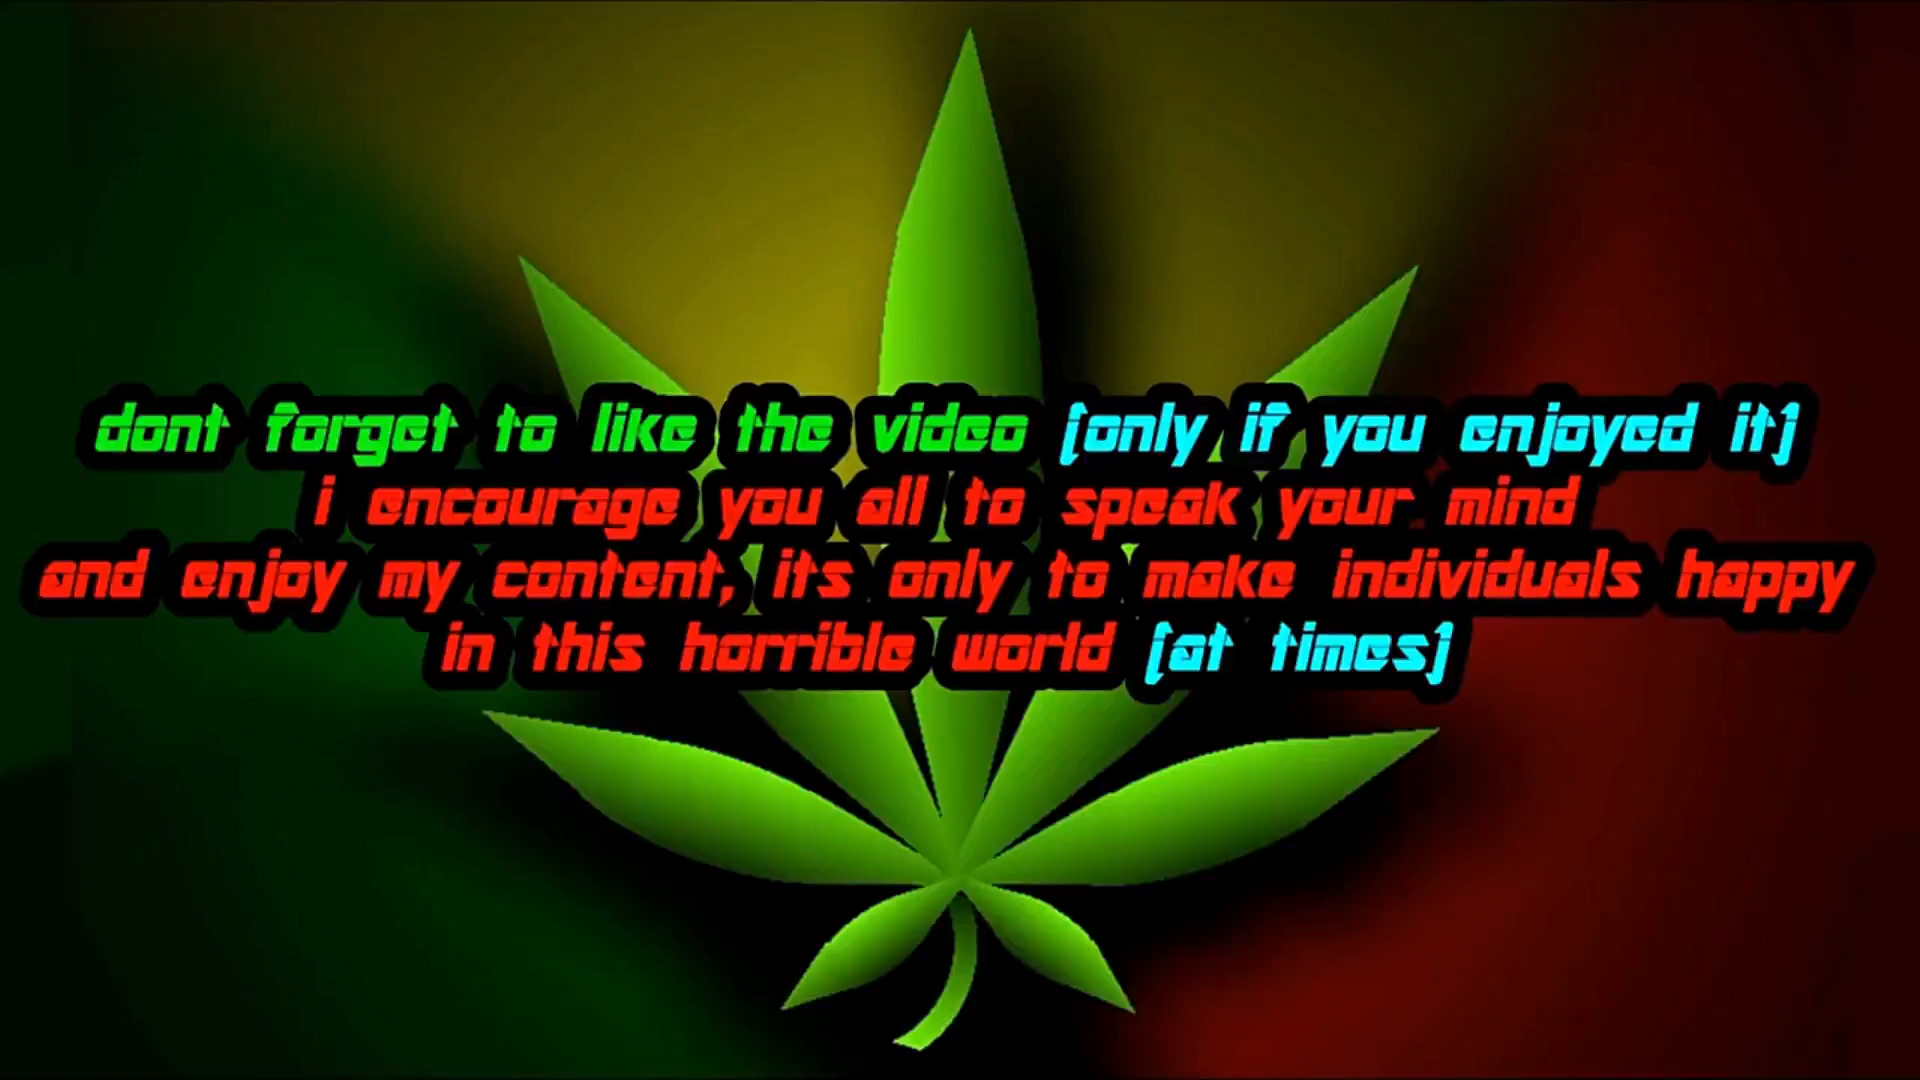 dont forget to like the video (only if you enjoyed it)
i encourage you all to speak your mind
and enjoy my content, its only to make individuals happy
in this horrible world (at times)